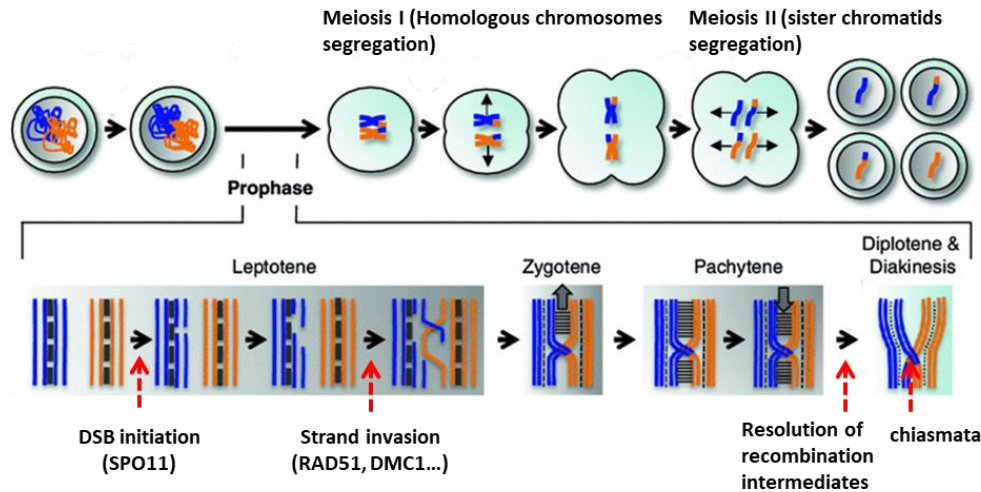 Meiosis I (Homologous chromosomes
segregation)
Meiosis II (sister chromatids
segregation)
Prophase
Leptotene
Zygotene
Pachytene
Diplotene &
Diakinesis
DSB initiation
(SPO11)
Strand invasion
(RAD51, DMC1...)
Resolution of
recombination
intermediates
chiasmata